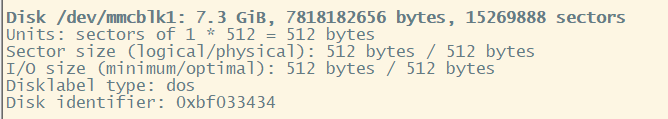 Disk /dev/mmcblk1: 7.3 GiB, 7818182656 bytes, 15269888 sectors
Units: sectors of 1 * 512 = 512 bytes
Sector size (logical/physical): 512 bytes / 512 bytes
I/O size (minimum/optimal): 512 bytes / 512 bytes
Disklabel type: dos
Disk identifier: 0xbf033434